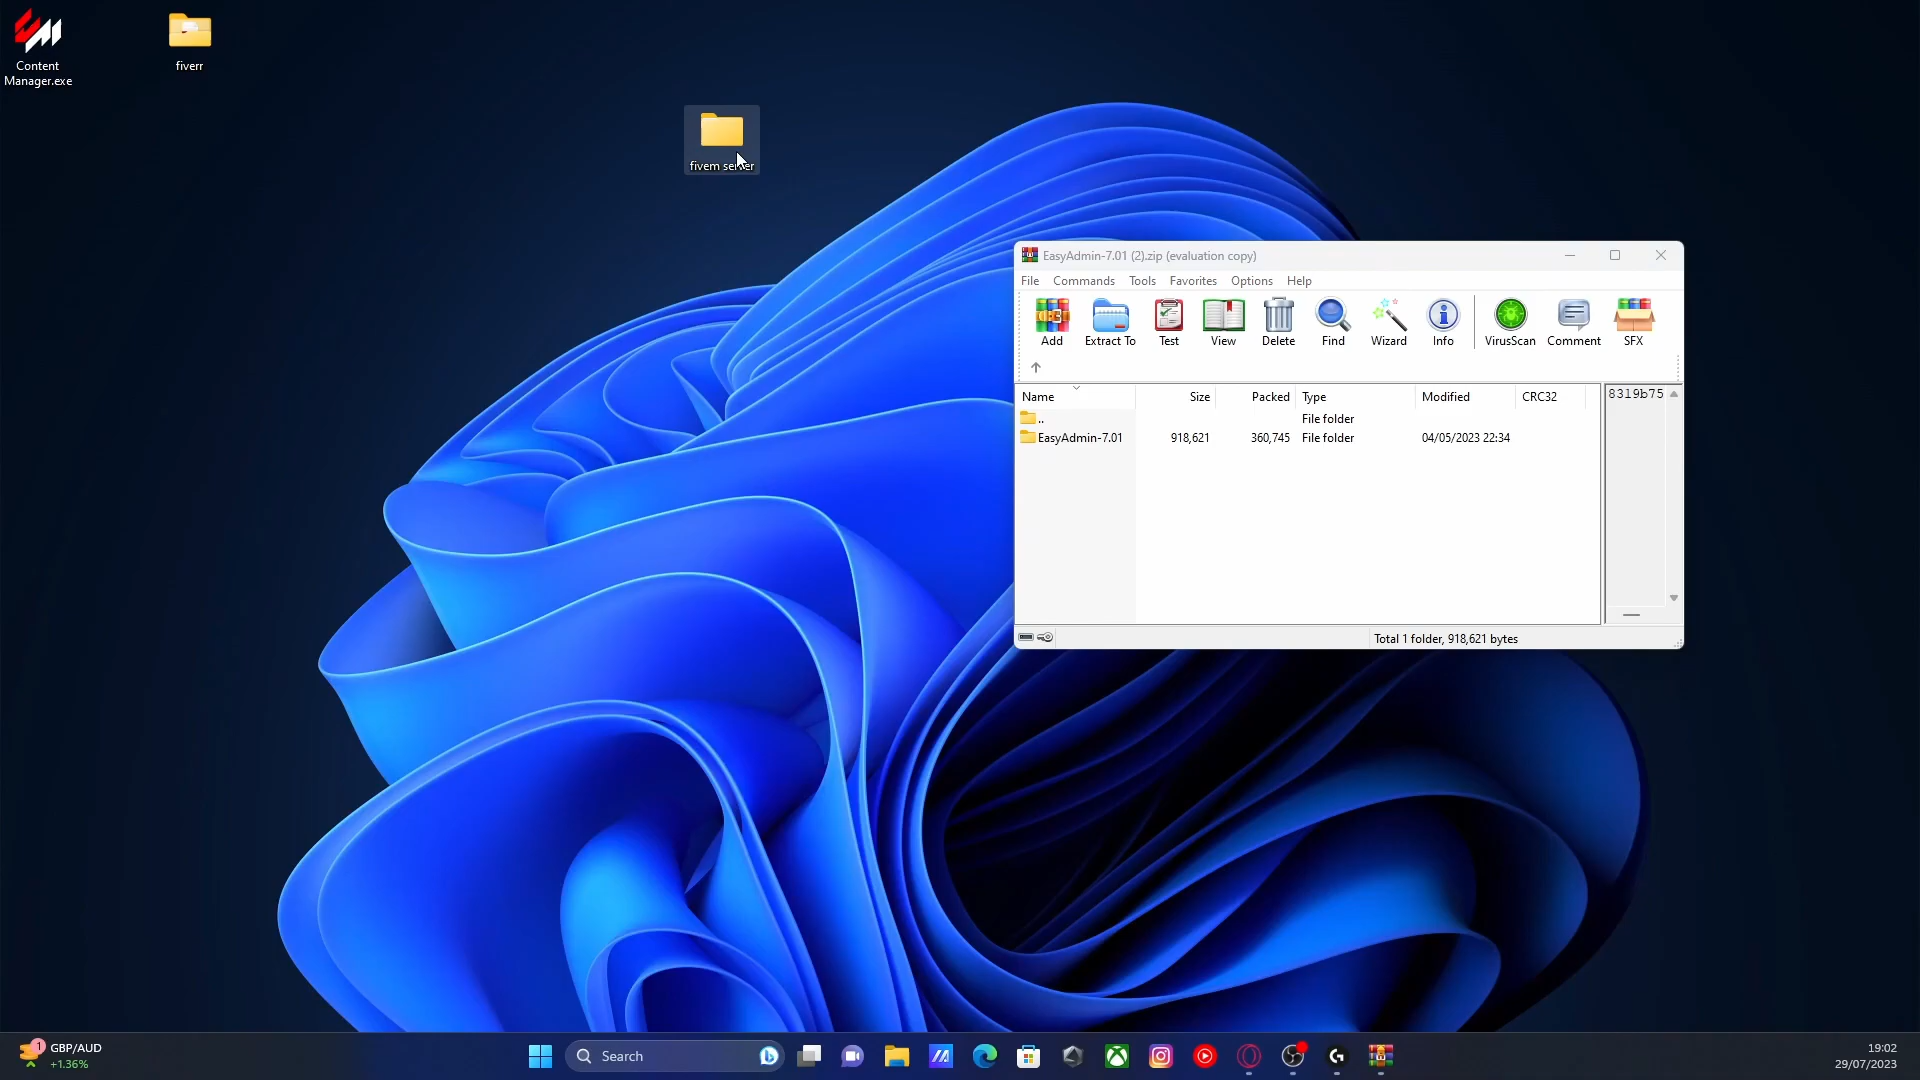 Content
Manager.exe
fiverr
fivem server
EasyAdmin-7.01 (2).zip (evaluation copy)
File Commands Tools Favorites Options Help
Add Extract To Test View Delete Find Wizard Info VirusScan Comment SFX
Name Size Packed Type Modified CRC32
8319b75
.. File folder
EasyAdmin-7.01 918,621 360,745 File folder 04/05/2023 22:34
Total 1 folder, 918,621 bytes
1
GBP/AUD
+1.36%
Search
19:02
29/07/2023